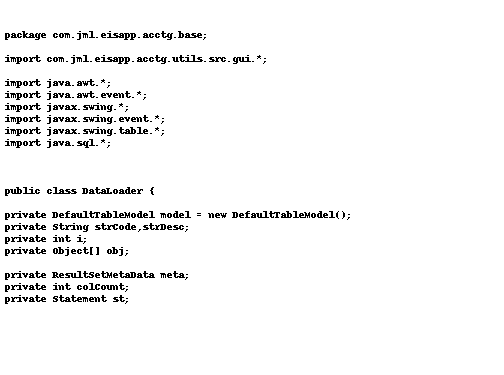 package com.jml.eisapp.acctg.base;
import com.jml.eisapp.acctg.utils.src.gui.*;
import java.awt.*;
import java.awt.event.*;
import javax.swing.*;
import javax.swing.event.*;
import javax.swing.table.*;
import java.sql.*;
public class DataLoader {
private DefaultTableModel model = new DefaultTableModel();
private String strCode,strDesc;
private int i;
private Object[] obj;
private ResultSetMetaData meta;
private int colCount;
private Statement st;